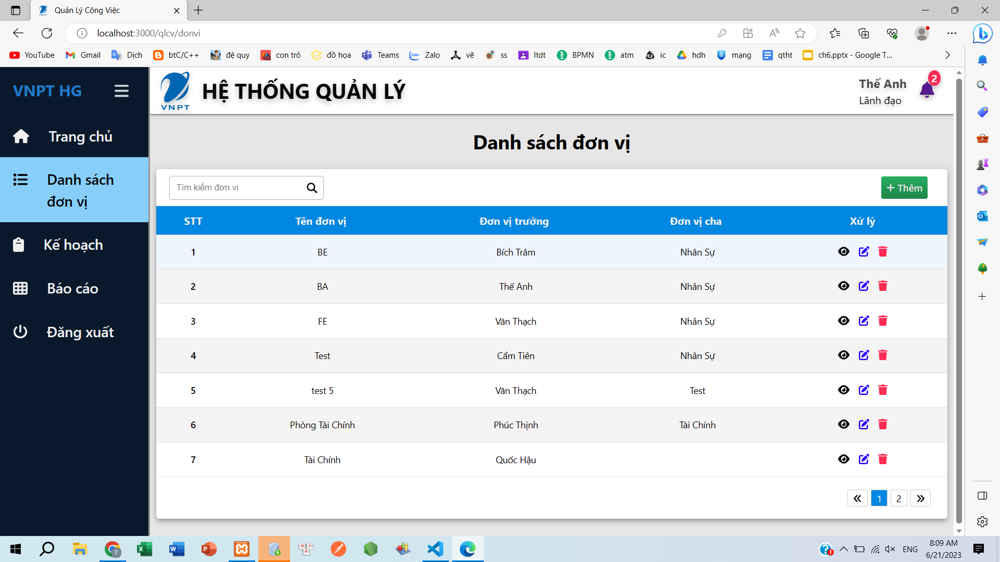 Quản Lý Công Việc
localhost:3000/qlcv/donvi
YouTube Gmail Dịch btC/C++ đệ quy con trỏ đồ họa Teams Zalo vẽ ss ltdt BPMN atm ic hdh mạng qtht ch6.pptx - Google T...
VNPT HG
VNPT
HỆ THỐNG QUẢN LÝ
Thế Anh
Lãnh đạo
2
Trang chủ
Danh sách
đơn vị
Kế hoạch
Báo cáo
Đăng xuất
Danh sách đơn vị
Tìm kiếm đơn vị
+ Thêm
STT Tên đơn vị Đơn vị trưởng Đơn vị cha Xử lý
1 BE Bích Trâm Nhân Sự
2 BA Thế Anh Nhân Sự
3 FE Văn Thạch Nhân Sự
4 Test Cẩm Tiên Nhân Sự
5 test 5 Văn Thạch Test
6 Phòng Tài Chính Phúc Thịnh Tài Chính
7 Tài Chính Quốc Hậu
« 1 2 »
ENG
8:09 AM
6/21/2023